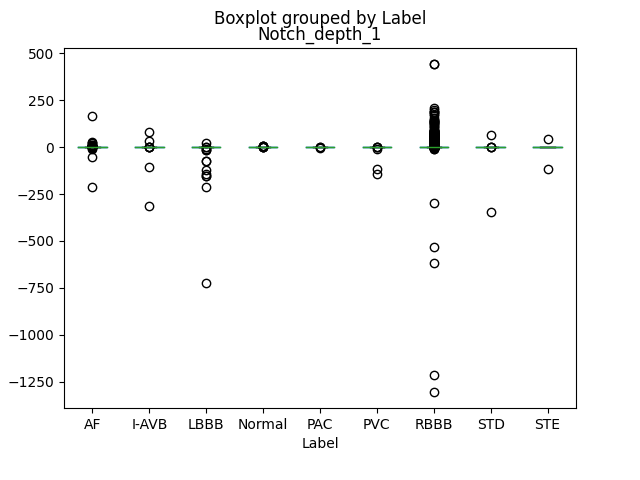 Boxplot grouped by Label
Notch_depth_1
500
250
0
−250
−500
−750
−1000
−1250
AF I-AVB LBBB Normal PAC PVC RBBB STD STE
Label